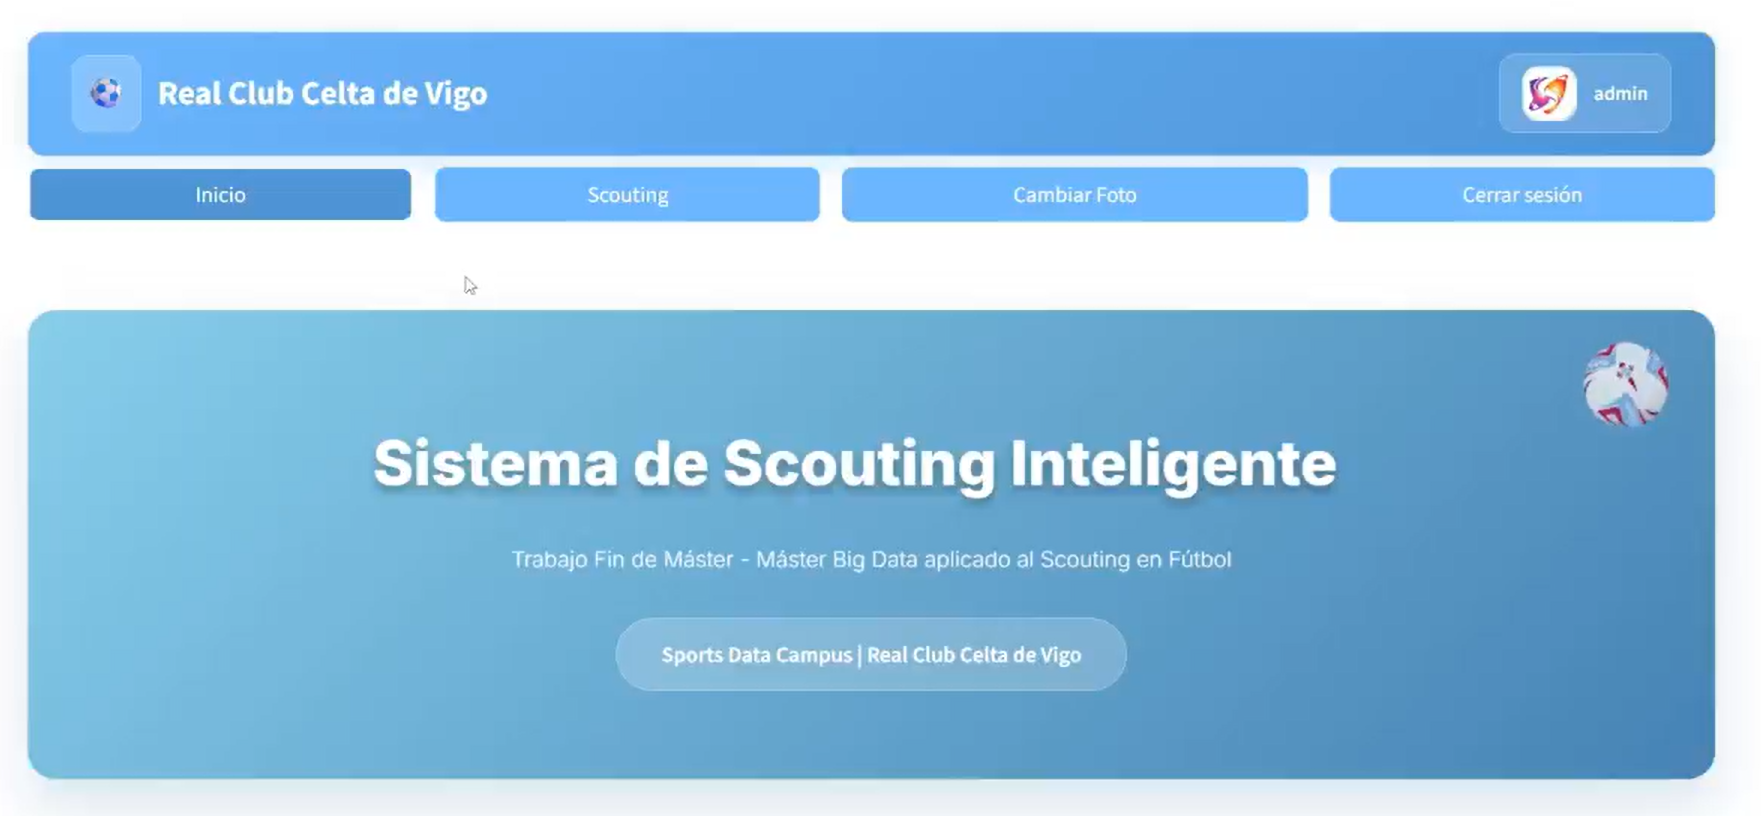 Real Club Celta de Vigo
admin
Inicio
Scouting
Cambiar Foto
Cerrar sesión
Sistema de Scouting Inteligente
Trabajo Fin de Máster - Máster Big Data aplicado al Scouting en Fútbol
Sports Data Campus | Real Club Celta de Vigo